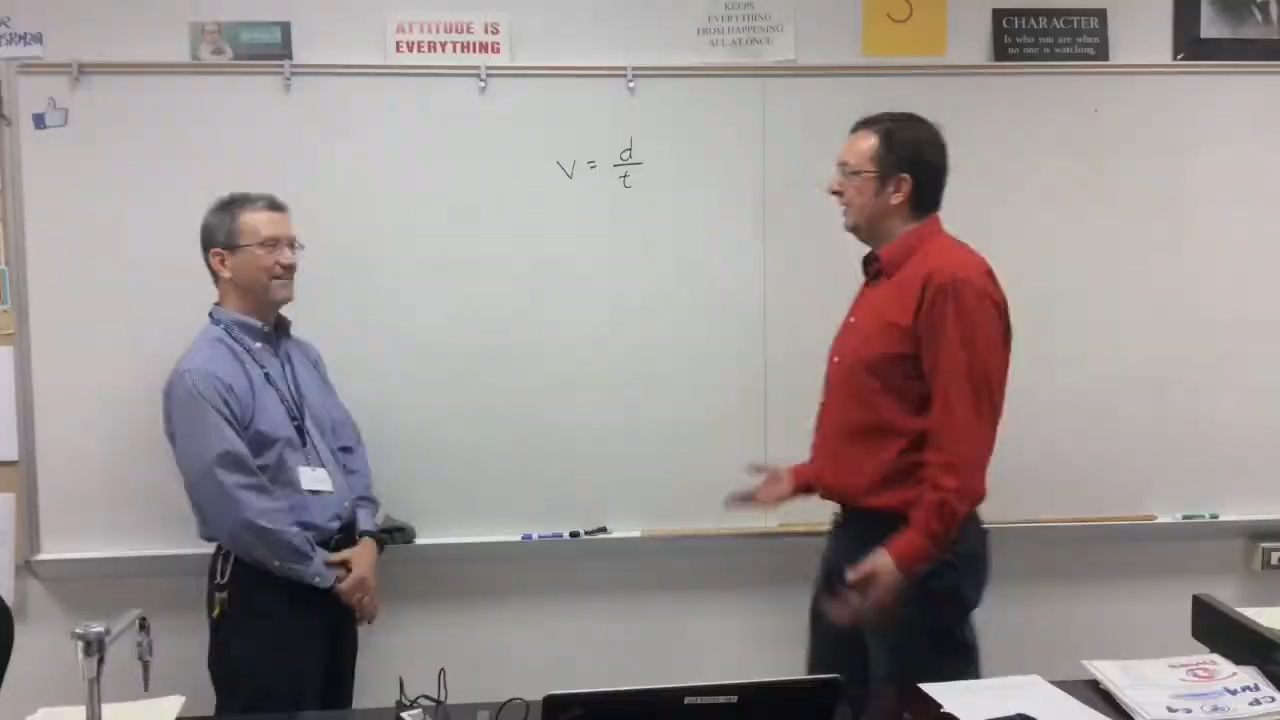 ATTITUDE IS
EVERYTHING
KEEPS
EVERYTHING
FROM HAPPENING
ALL AT ONCE
CHARACTER
Is who you are when
no one is watching.
V = d/t